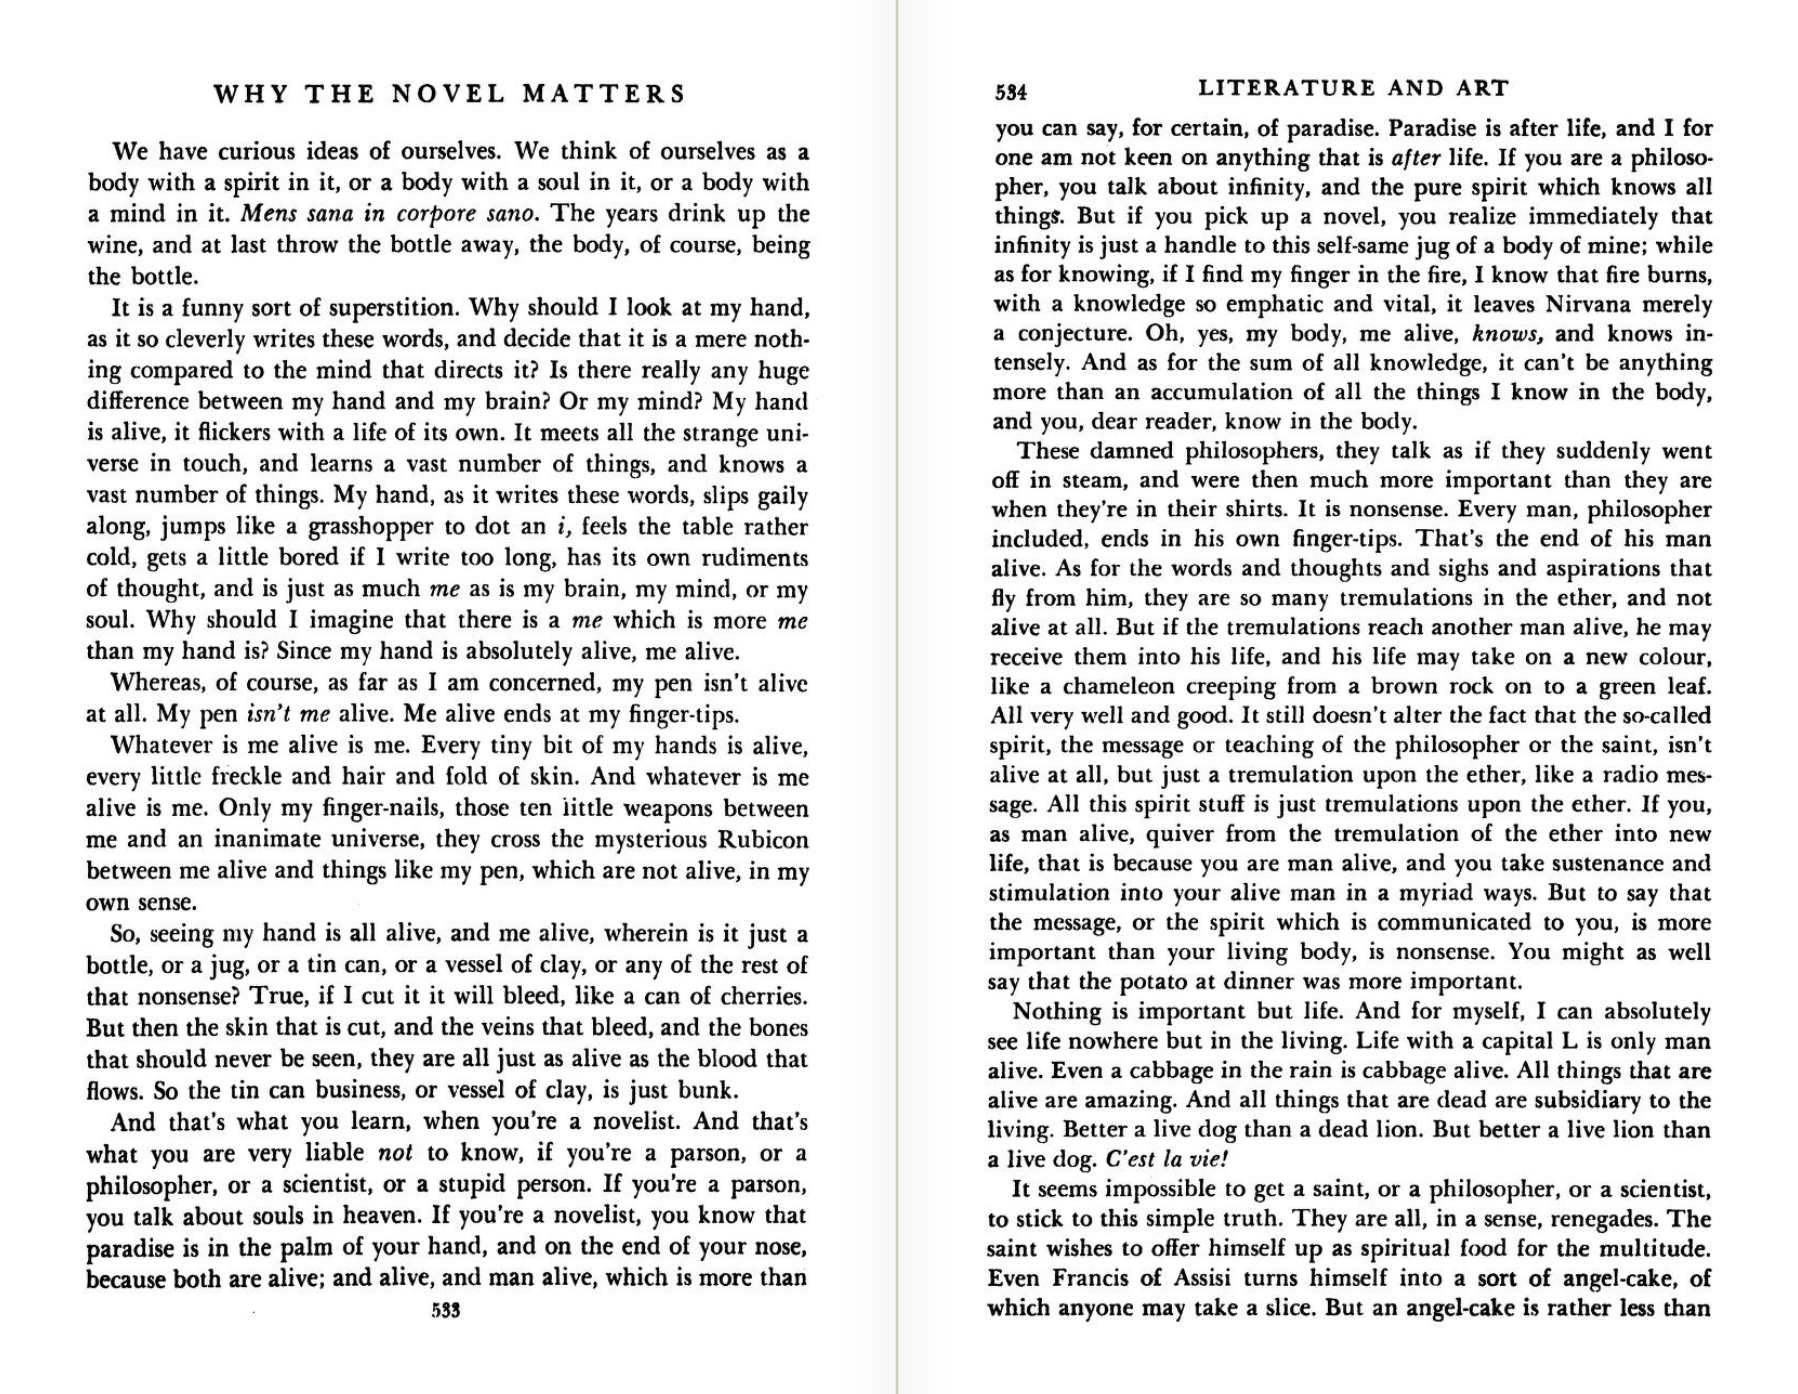 WHY THE NOVEL MATTERS
We have curious ideas of ourselves. We think of ourselves as a
body with a spirit in it, or a body with a soul in it, or a body with
a mind in it. Mens sana in corpore sano. The years drink up the
wine, and at last throw the bottle away, the body, of course, being
the bottle.
It is a funny sort of superstition. Why should I look at my hand,
as it so cleverly writes these words, and decide that it is a mere noth-
ing compared to the mind that directs it? Is there really any huge
difference between my hand and my brain? Or my mind? My hand
is alive, it flickers with a life of its own. It meets all the strange uni-
verse in touch, and learns a vast number of things, and knows a
vast number of things. My hand, as it writes these words, slips gaily
along, jumps like a grasshopper to dot an i, feels the table rather
cold, gets a little bored if I write too long, has its own rudiments
of thought, and is just as much me as is my brain, my mind, or my
soul. Why should I imagine that there is a me which is more me
than my hand is? Since my hand is absolutely alive, me alive.
Whereas, of course, as far as I am concerned, my pen isn't alive
at all. My pen isn't me alive. Me alive ends at my finger-tips.
Whatever is me alive is me. Every tiny bit of my hands is alive,
every little freckle and hair and fold of skin. And whatever is me
alive is me. Only my finger-nails, those ten little weapons between
me and an inanimate universe, they cross the mysterious Rubicon
between me alive and things like my pen, which are not alive, in my
own sense.
So, seeing my hand is all alive, and me alive, wherein is it just a
bottle, or a jug, or a tin can, or a vessel of clay, or any of the rest of
that nonsense? True, if I cut it it will bleed, like a can of cherries.
But then the skin that is cut, and the veins that bleed, and the bones
that should never be seen, they are all just as alive as the blood that
flows. So the tin can business, or vessel of clay, is just bunk.
And that's what you learn, when you're a novelist. And that's
what you are very liable not to know, if you're a parson, or a
philosopher, or a scientist, or a stupid person. If you're a parson,
you talk about souls in heaven. If you're a novelist, you know that
paradise is in the palm of your hand, and on the end of your nose,
because both are alive; and alive, and man alive, which is more than
533
534 LITERATURE AND ART
you can say, for certain, of paradise. Paradise is after life, and I for
one am not keen on anything that is after life. If you are a philoso-
pher, you talk about infinity, and the pure spirit which knows all
things. But if you pick up a novel, you realize immediately that
infinity is just a handle to this self-same jug of a body of mine; while
as for knowing, if I find my finger in the fire, I know that fire burns,
with a knowledge so emphatic and vital, it leaves Nirvana merely
a conjecture. Oh, yes, my body, me alive, knows, and knows in-
tensely. And as for the sum of all knowledge, it can't be anything
more than an accumulation of all the things I know in the body,
and you, dear reader, know in the body.
These damned philosophers, they talk as if they suddenly went
off in steam, and were then much more important than they are
when they're in their shirts. It is nonsense. Every man, philosopher
included, ends in his own finger-tips. That's the end of his man
alive. As for the words and thoughts and sighs and aspirations that
fly from him, they are so many tremulations in the ether, and not
alive at all. But if the tremulations reach another man alive, he may
receive them into his life, and his life may take on a new colour,
like a chameleon creeping from a brown rock on to a green leaf.
All very well and good. It still doesn't alter the fact that the so-called
spirit, the message or teaching of the philosopher or the saint, isn't
alive at all, but just a tremulation upon the ether, like a radio mes-
sage. All this spirit stuff is just tremulations upon the ether. If you,
as man alive, quiver from the tremulation of the ether into new
life, that is because you are man alive, and you take sustenance and
stimulation into your alive man in a myriad ways. But to say that
the message, or the spirit which is communicated to you, is more
important than your living body, is nonsense. You might as well
say that the potato at dinner was more important.
Nothing is important but life. And for myself, I can absolutely
see life nowhere but in the living. Life with a capital L is only man
alive. Even a cabbage in the rain is cabbage alive. All things that are
alive are amazing. And all things that are dead are subsidiary to the
living. Better a live dog than a dead lion. But better a live lion than
a live dog. C'est la vie!
It seems impossible to get a saint, or a philosopher, or a scientist,
to stick to this simple truth. They are all, in a sense, renegades. The
saint wishes to offer himself up as spiritual food for the multitude.
Even Francis of Assisi turns himself into a sort of angel-cake, of
which anyone may take a slice. But an angel-cake is rather less than